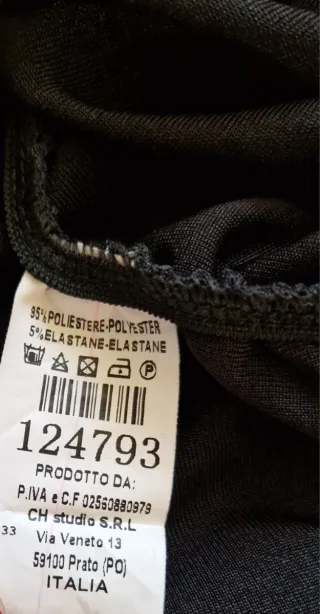 95%POLIESTERE-POLYESTER
5%ELASTANE-ELASTANE
P
124793
PRODOTTO DA:
P.IVA e C.F 02560880979
CH studio S.R.L
33
Via Veneto 13
59100 Prato (PO)
ITALIA